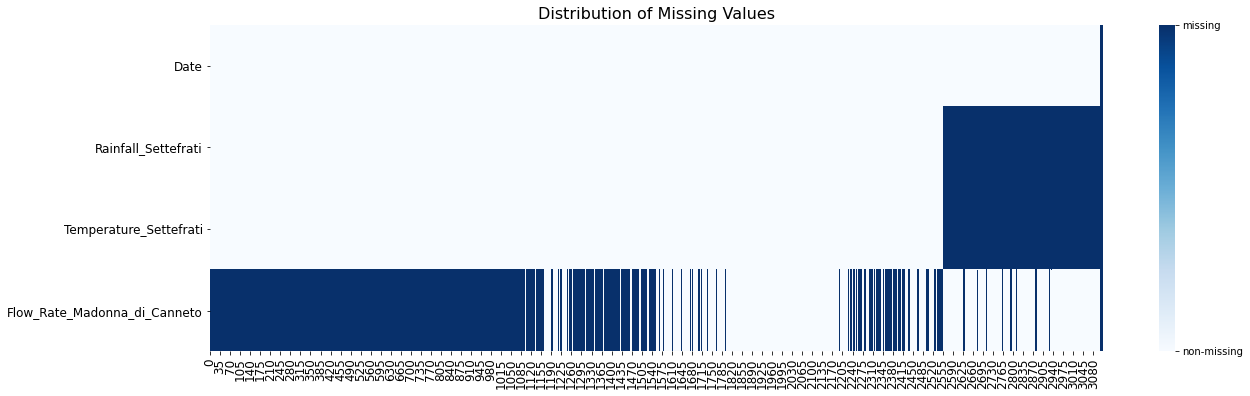 Distribution of Missing Values
Date
Rainfall_Settefrati
Temperature_Settefrati
Flow_Rate_Madonna_di_Canneto
0 35 70 105 140 175 210 245 280 315 350 385 420 455 490 525 560 595 630 665 700 735 770 805 840 875 910 945 980 1015 1050 1085 1120 1155 1190 1225 1260 1295 1330 1365 1400 1435 1470 1505 1540 1575 1610 1645 1680 1715 1750 1785 1820 1855 1890 1925 1960 1995 2030 2065 2100 2135 2170 2205 2240 2275 2310 2345 2380 2415 2450 2485 2520 2555 2590 2625 2660 2695 2730 2765 2800 2835 2870 2905 2940 2975 3010 3045 3080
missing
non-missing